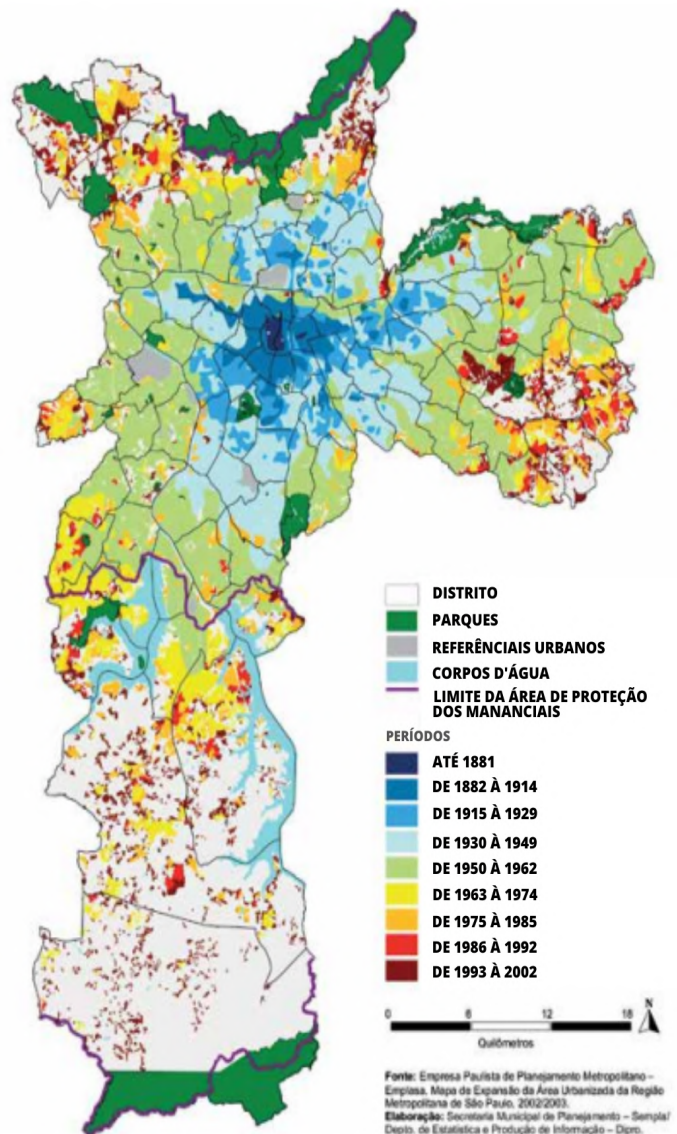 DISTRITO
PARQUES
REFERÊNCIAIS URBANOS
CORPOS D'ÁGUA
LIMITE DA ÁREA DE PROTEÇÃO
DOS MANANCIAIS
PERÍODOS
ATÉ 1881
DE 1882 À 1914
DE 1915 À 1929
DE 1930 À 1949
DE 1950 À 1962
DE 1963 À 1974
DE 1975 À 1985
DE 1986 À 1992
DE 1993 À 2002
N
0 6 12 18
Quilômetros
Fonte: Empresa Paulista de Planejamento Metropolitano –
Emplasa. Mapa de Expansão da Área Urbanizada da Região
Metropolitana de São Paulo, 2002/2003.
Elaboração: Secretaria Municipal de Planejamento – Sempla/
Depto. de Estatística e Produção de Informação – Dipro.